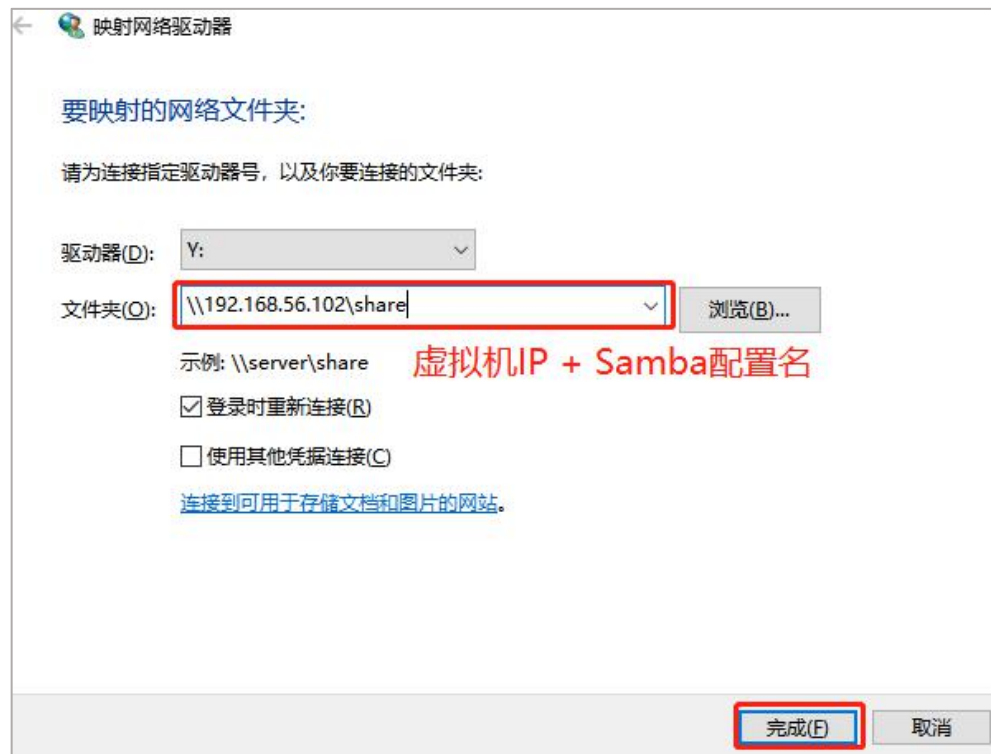 映射网络驱动器
要映射的网络文件夹:
请为连接指定驱动器号，以及你要连接的文件夹:
驱动器(D): Y:
文件夹(O): \\192.168.56.102\share 浏览(B)...
示例: \\server\share 虚拟机IP + Samba配置名
登录时重新连接(R)
使用其他凭据连接(C)
连接到可用于存储文档和图片的网站。
完成(F) 取消